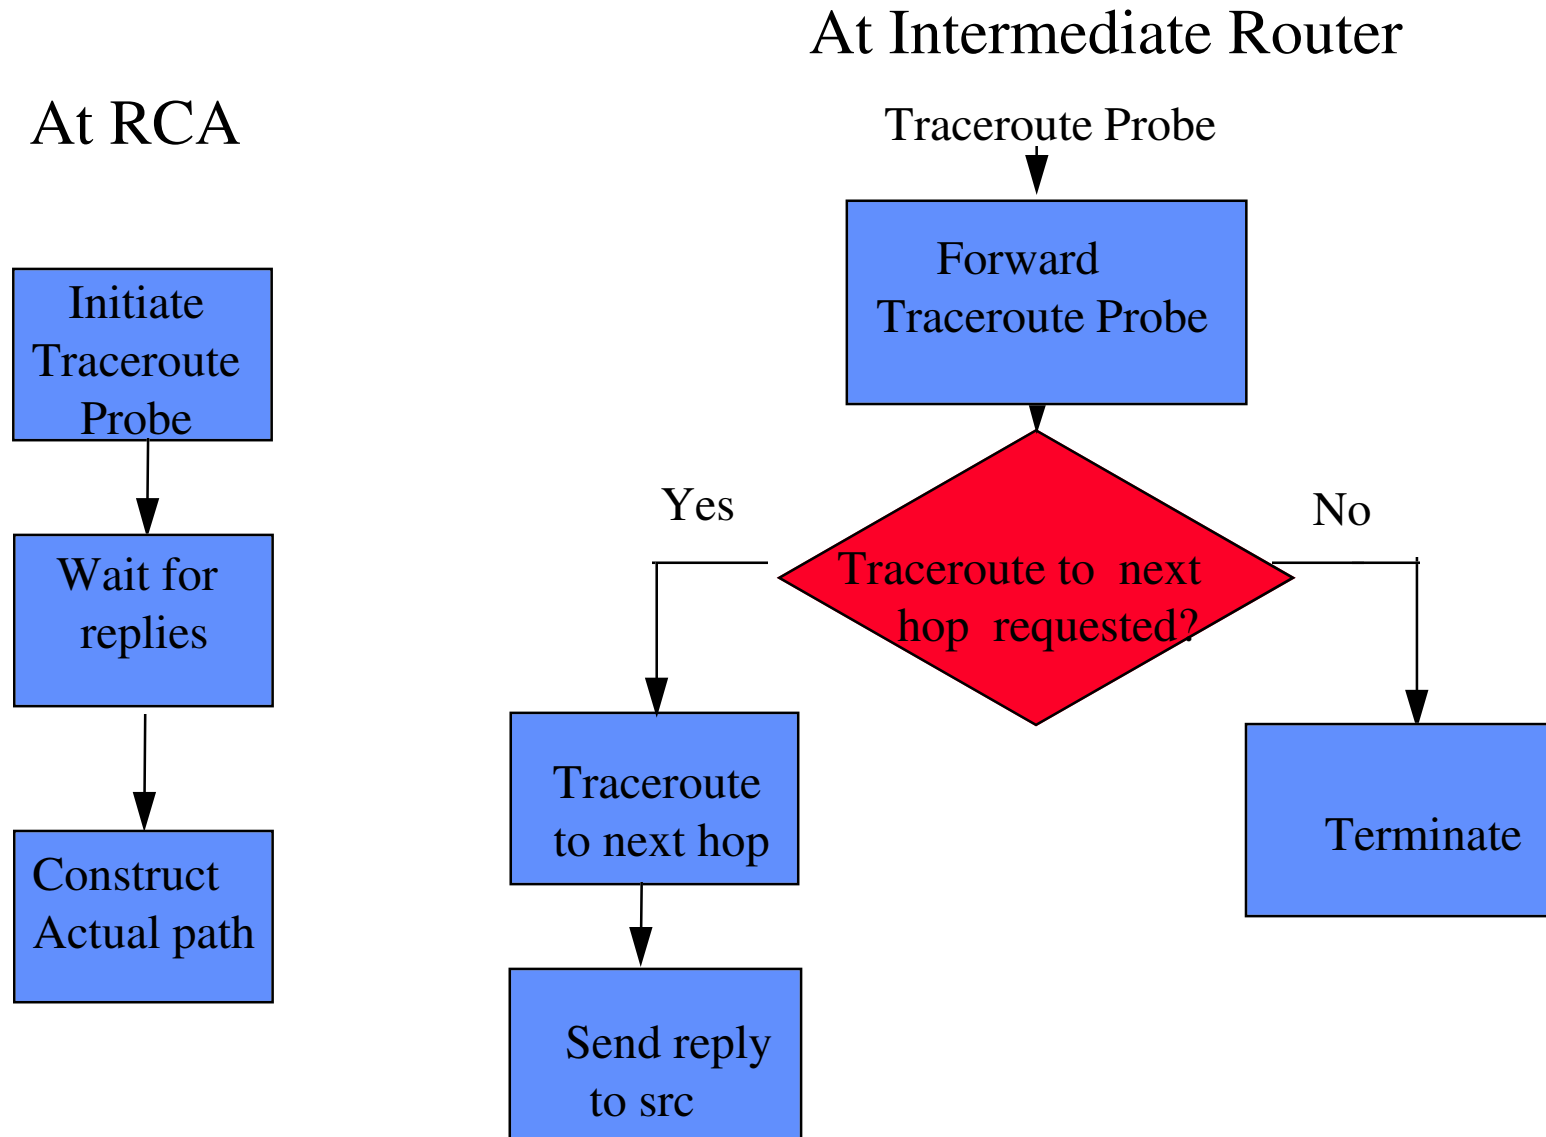 At Intermediate Router
At RCA
Traceroute Probe
Initiate
Traceroute
Probe
Forward
Traceroute Probe
Yes
No
Wait for
replies
Traceroute to next
hop requested?
Traceroute
to next hop
Terminate
Construct
Actual path
Send reply
to src